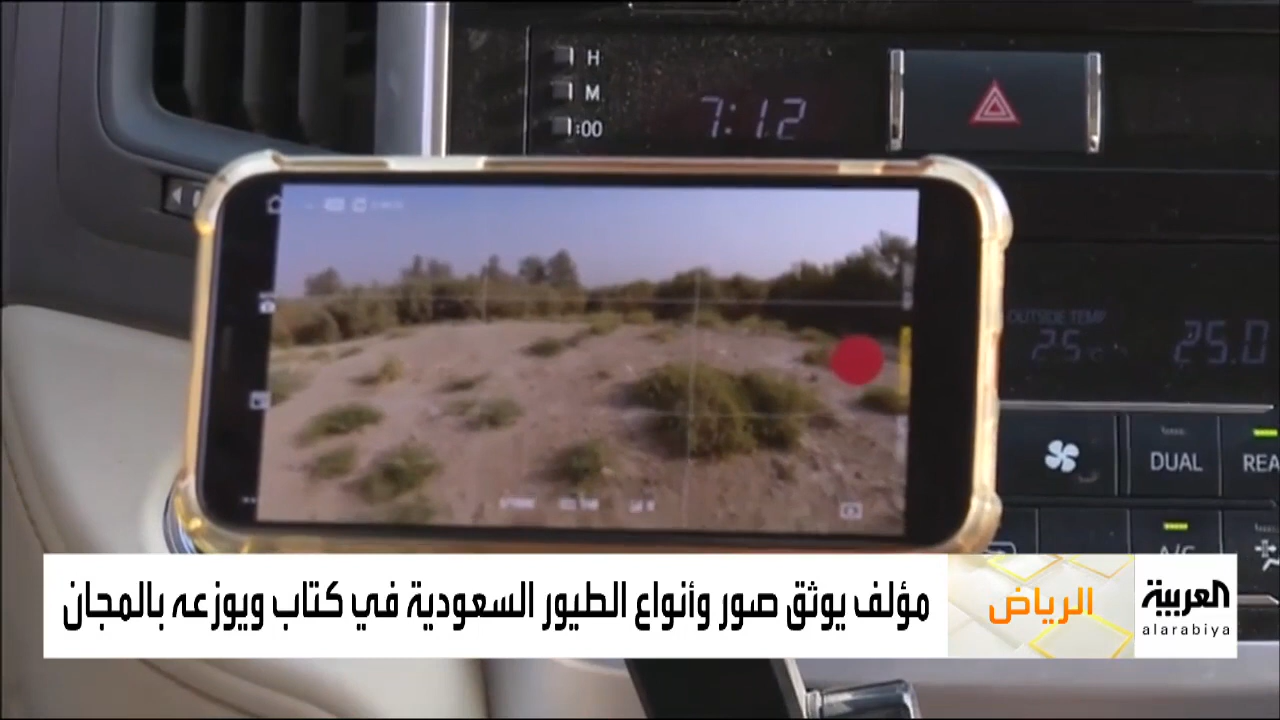 H
M
:00
7:12
OUTSIDE TEMP
25°C
25.0
DUAL
REA
A/C
مؤلف يوثق صور وأنواع الطيور السعودية في كتاب ويوزعه بالمجان
الرياض
العربية
alarabiya